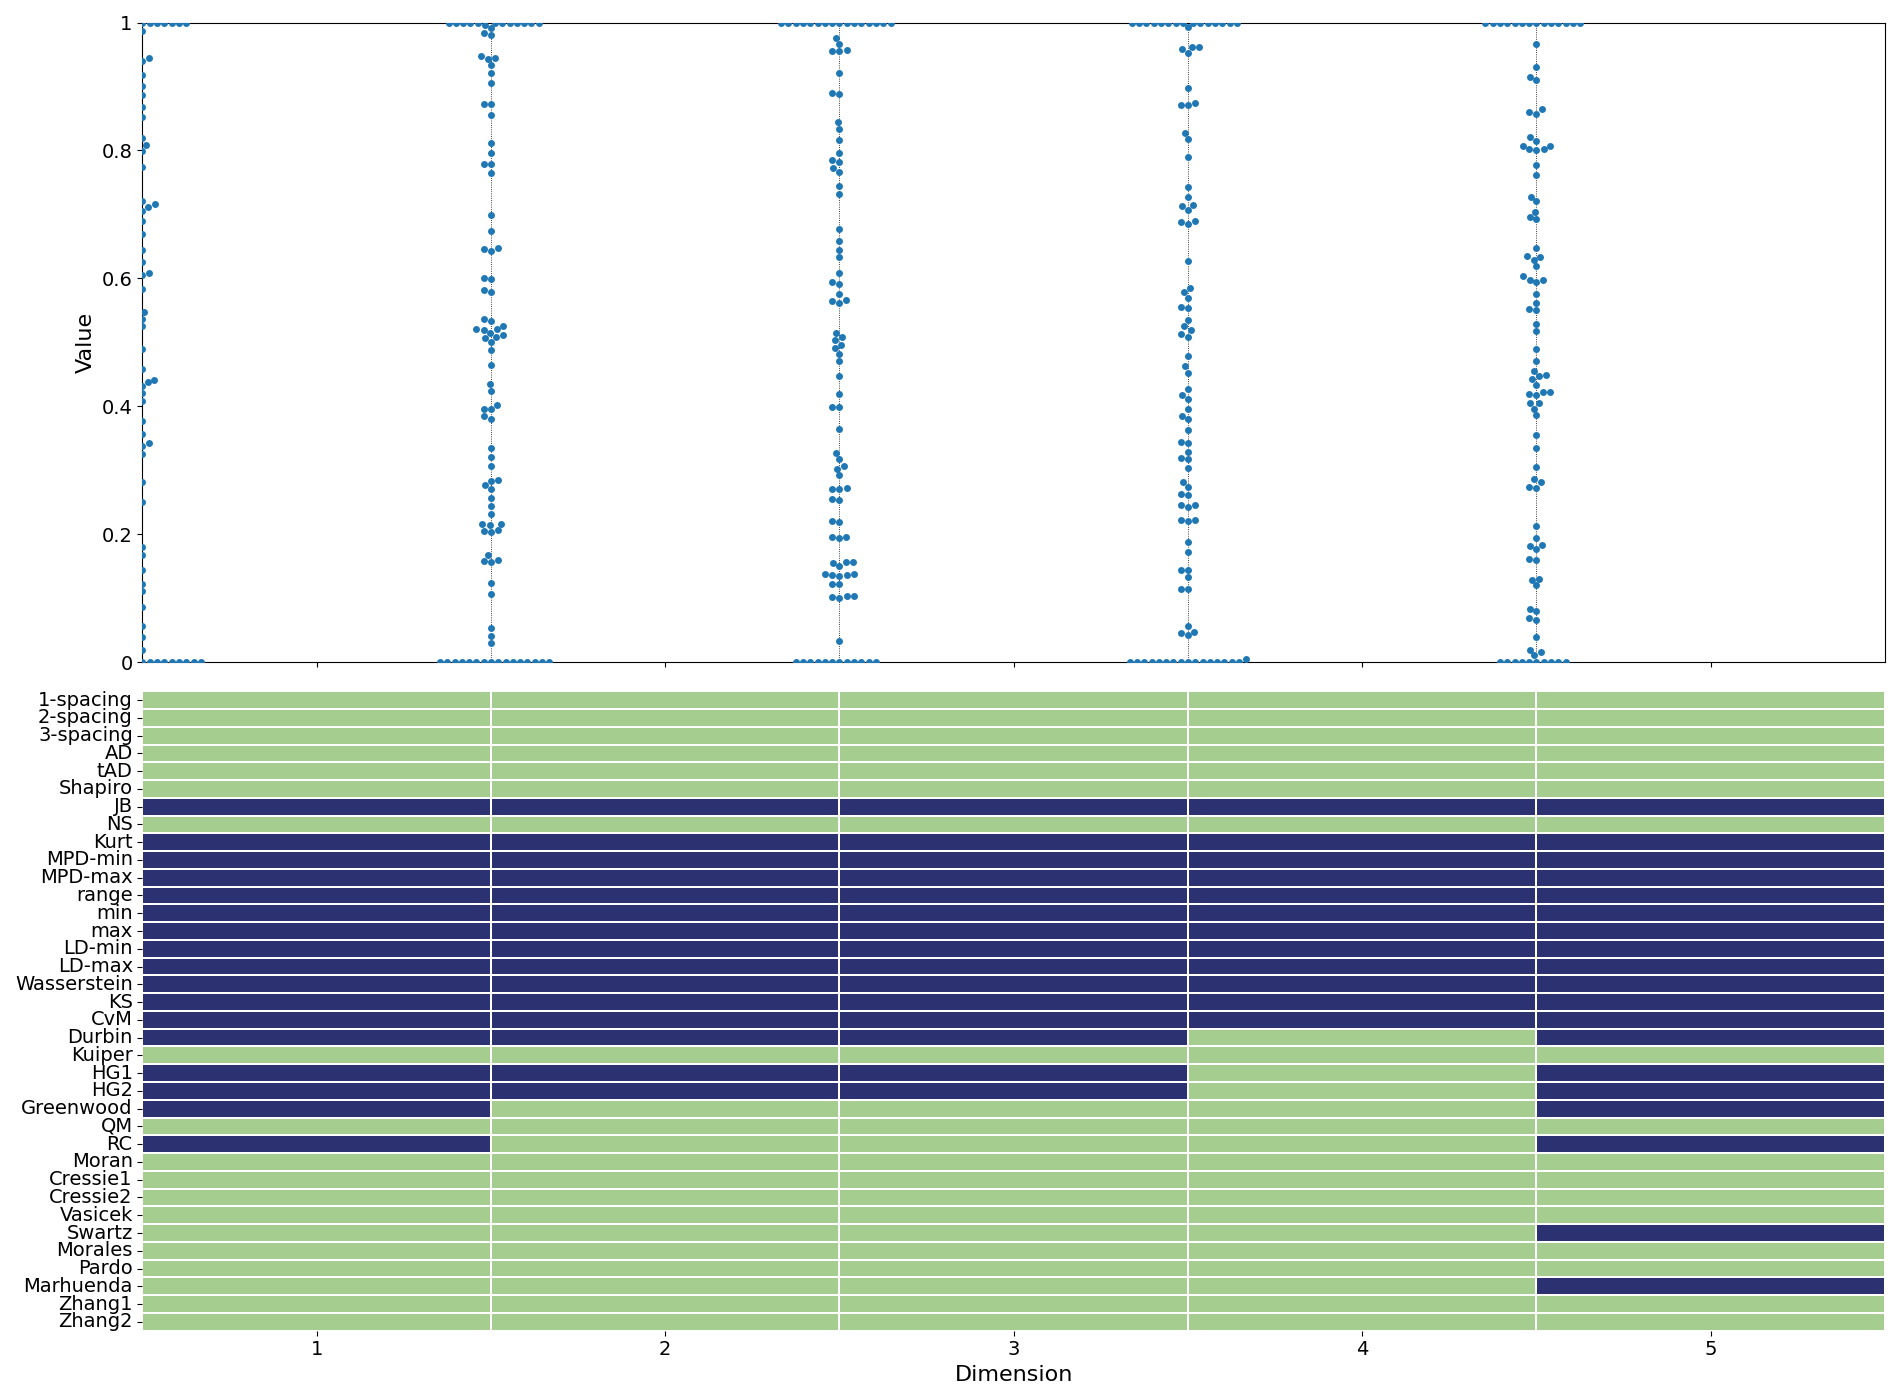 1
0.8
0.6
Value
0.4
0.2
0
1-spacing
2-spacing
3-spacing
AD
tAD
Shapiro
JB
NS
Kurt
MPD-min
MPD-max
range
min
max
LD-min
LD-max
Wasserstein
KS
CvM
Durbin
Kuiper
HG1
HG2
Greenwood
QM
RC
Moran
Cressie1
Cressie2
Vasicek
Swartz
Morales
Pardo
Marhuenda
Zhang1
Zhang2
1 2 3 4 5
Dimension